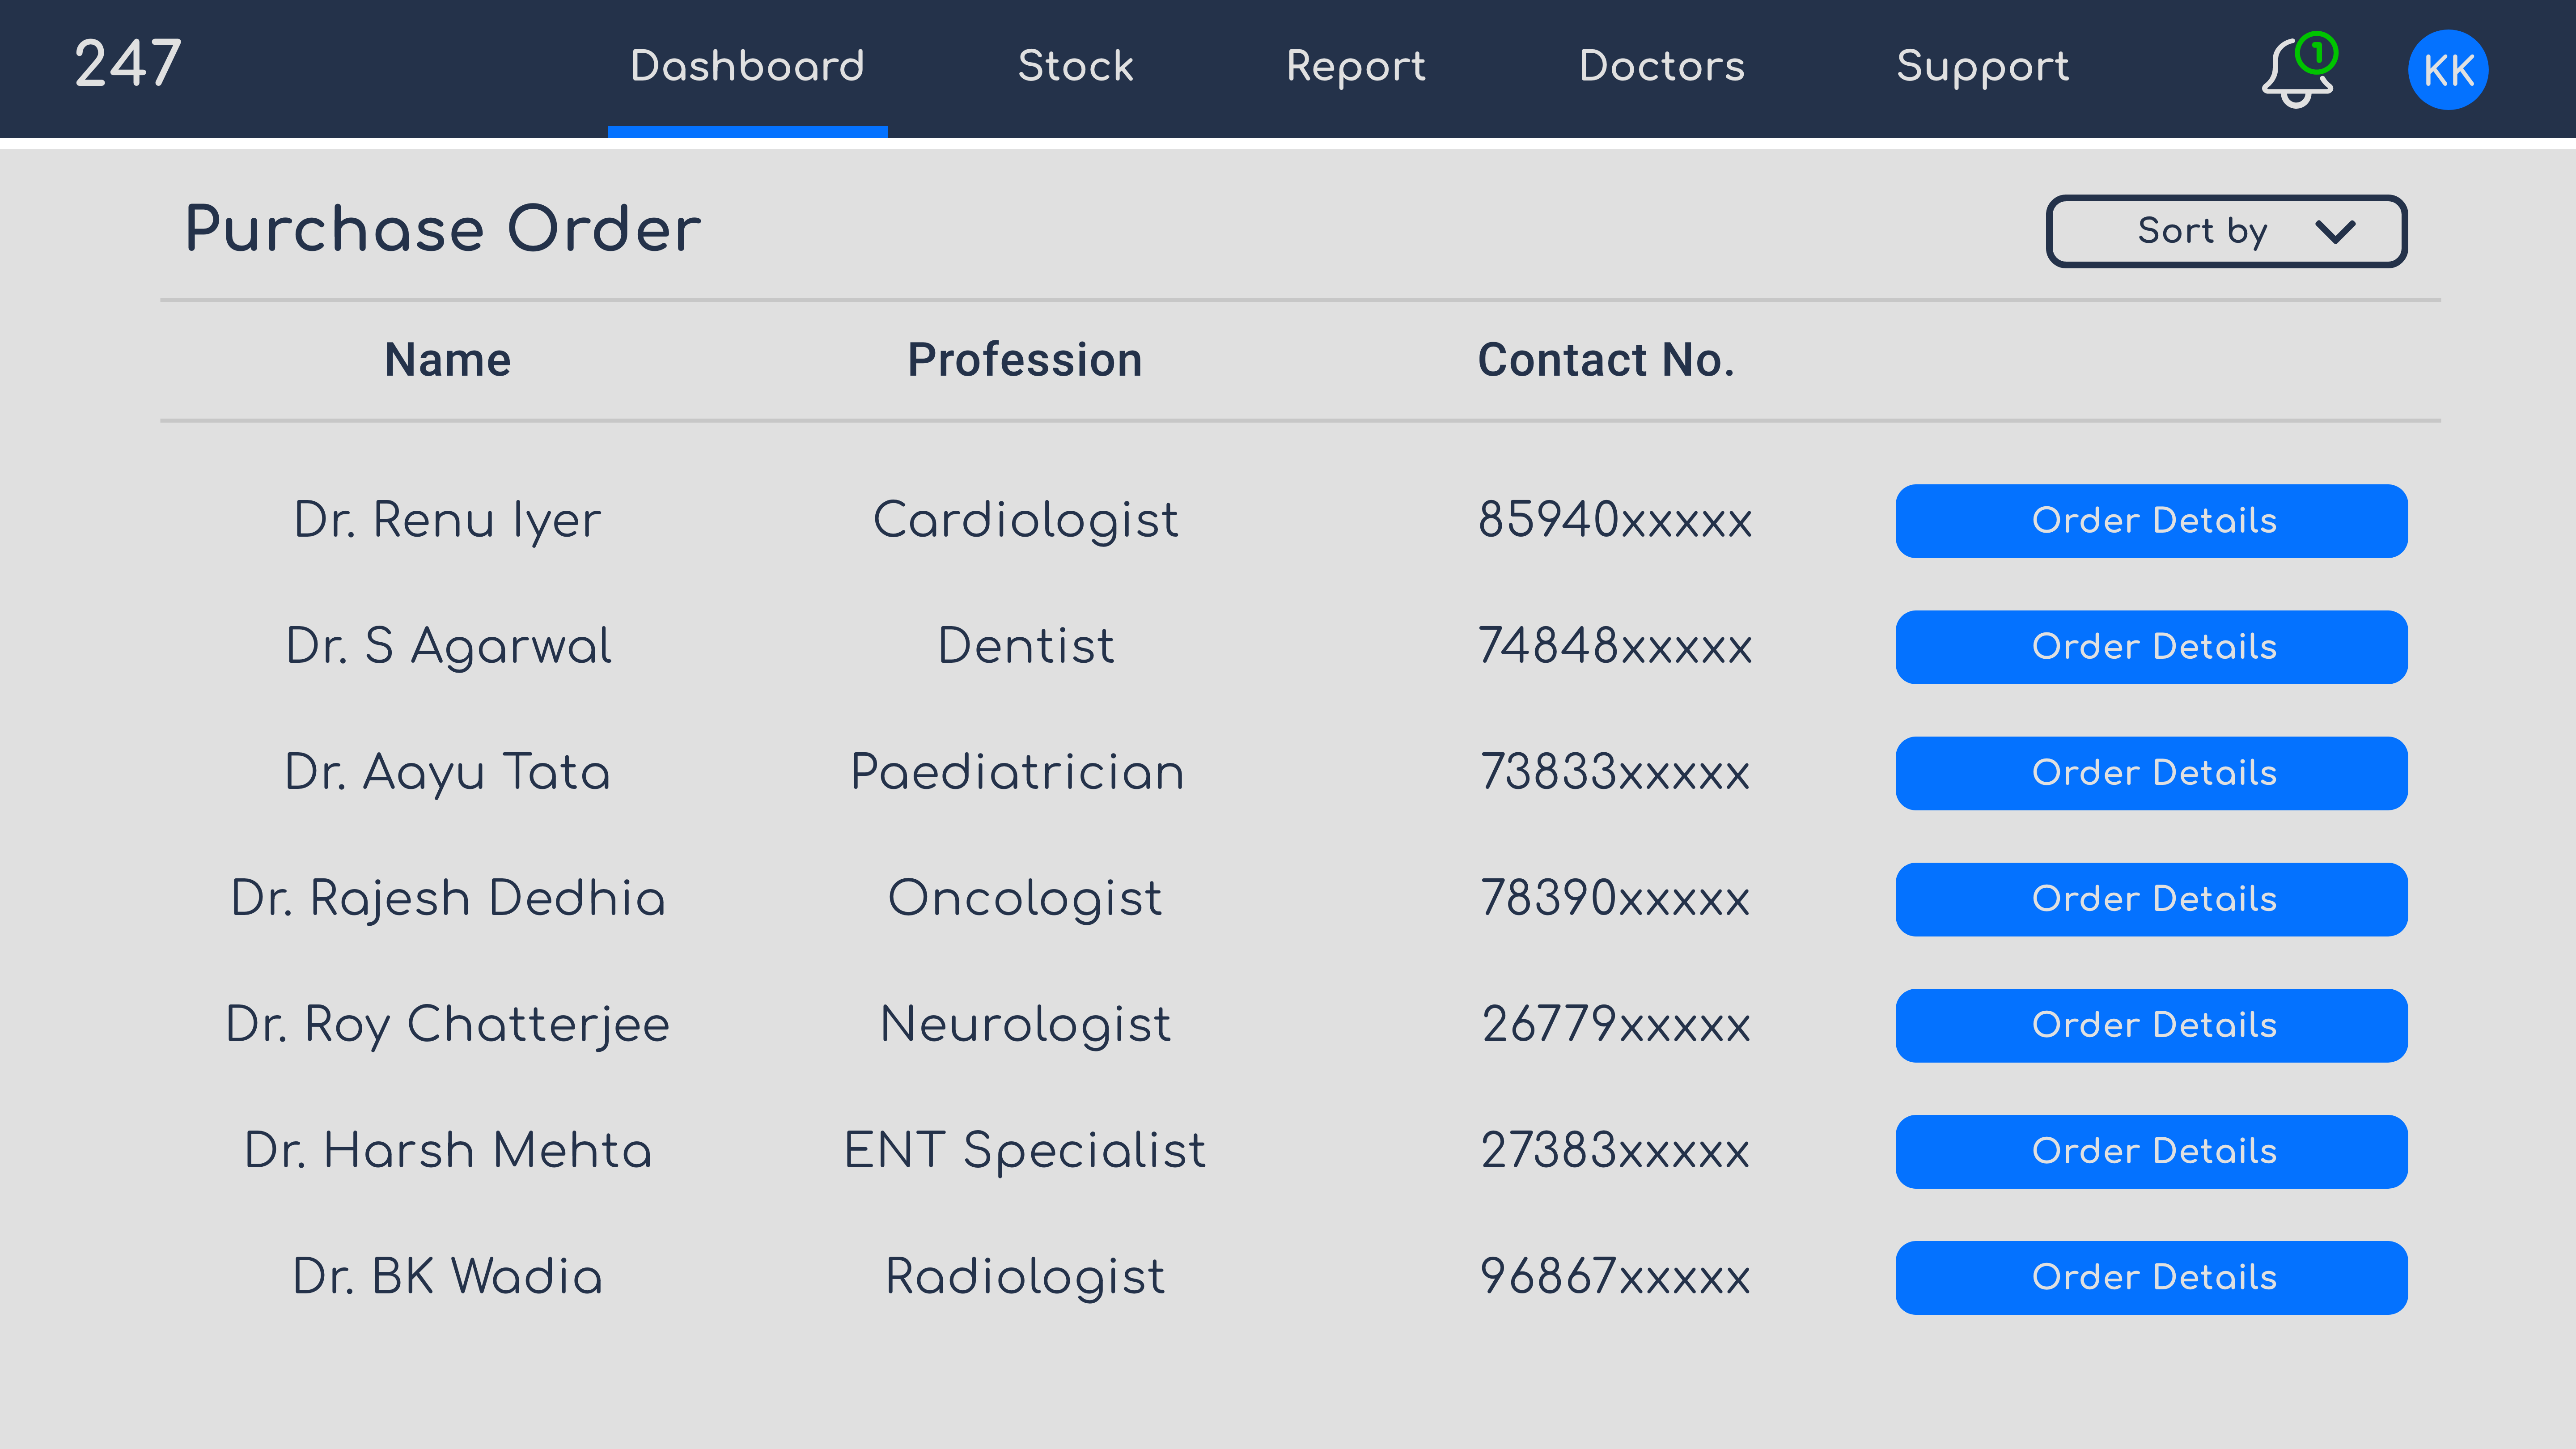 247 Dashboard Stock Report Doctors Support 1 KK
Purchase Order Sort by
Name Profession Contact No.
Dr. Renu Iyer Cardiologist 85940xxxxx Order Details
Dr. S Agarwal Dentist 74848xxxxx Order Details
Dr. Aayu Tata Paediatrician 73833xxxxx Order Details
Dr. Rajesh Dedhia Oncologist 78390xxxxx Order Details
Dr. Roy Chatterjee Neurologist 26779xxxxx Order Details
Dr. Harsh Mehta ENT Specialist 27383xxxxx Order Details
Dr. BK Wadia Radiologist 96867xxxxx Order Details